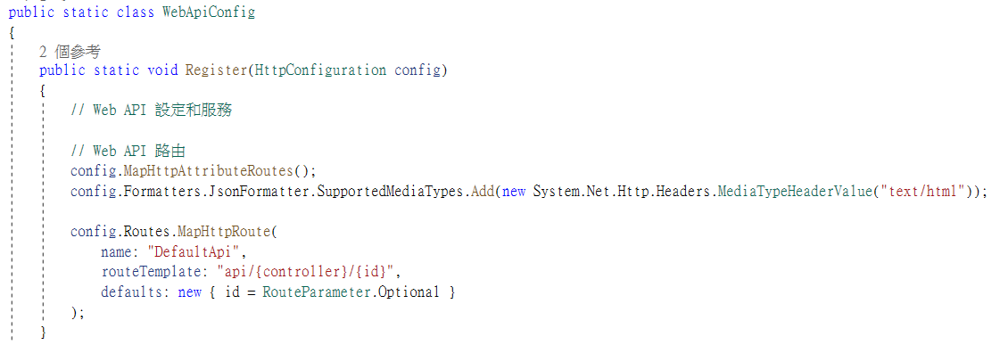 public static class WebApiConfig
{
2 個參考
public static void Register(HttpConfiguration config)
{
// Web API 設定和服務
// Web API 路由
config.MapHttpAttributeRoutes();
config.Formatters.JsonFormatter.SupportedMediaTypes.Add(new System.Net.Http.Headers.MediaTypeHeaderValue("text/html"));
config.Routes.MapHttpRoute(
name: "DefaultApi",
routeTemplate: "api/{controller}/{id}",
defaults: new { id = RouteParameter.Optional }
);
}